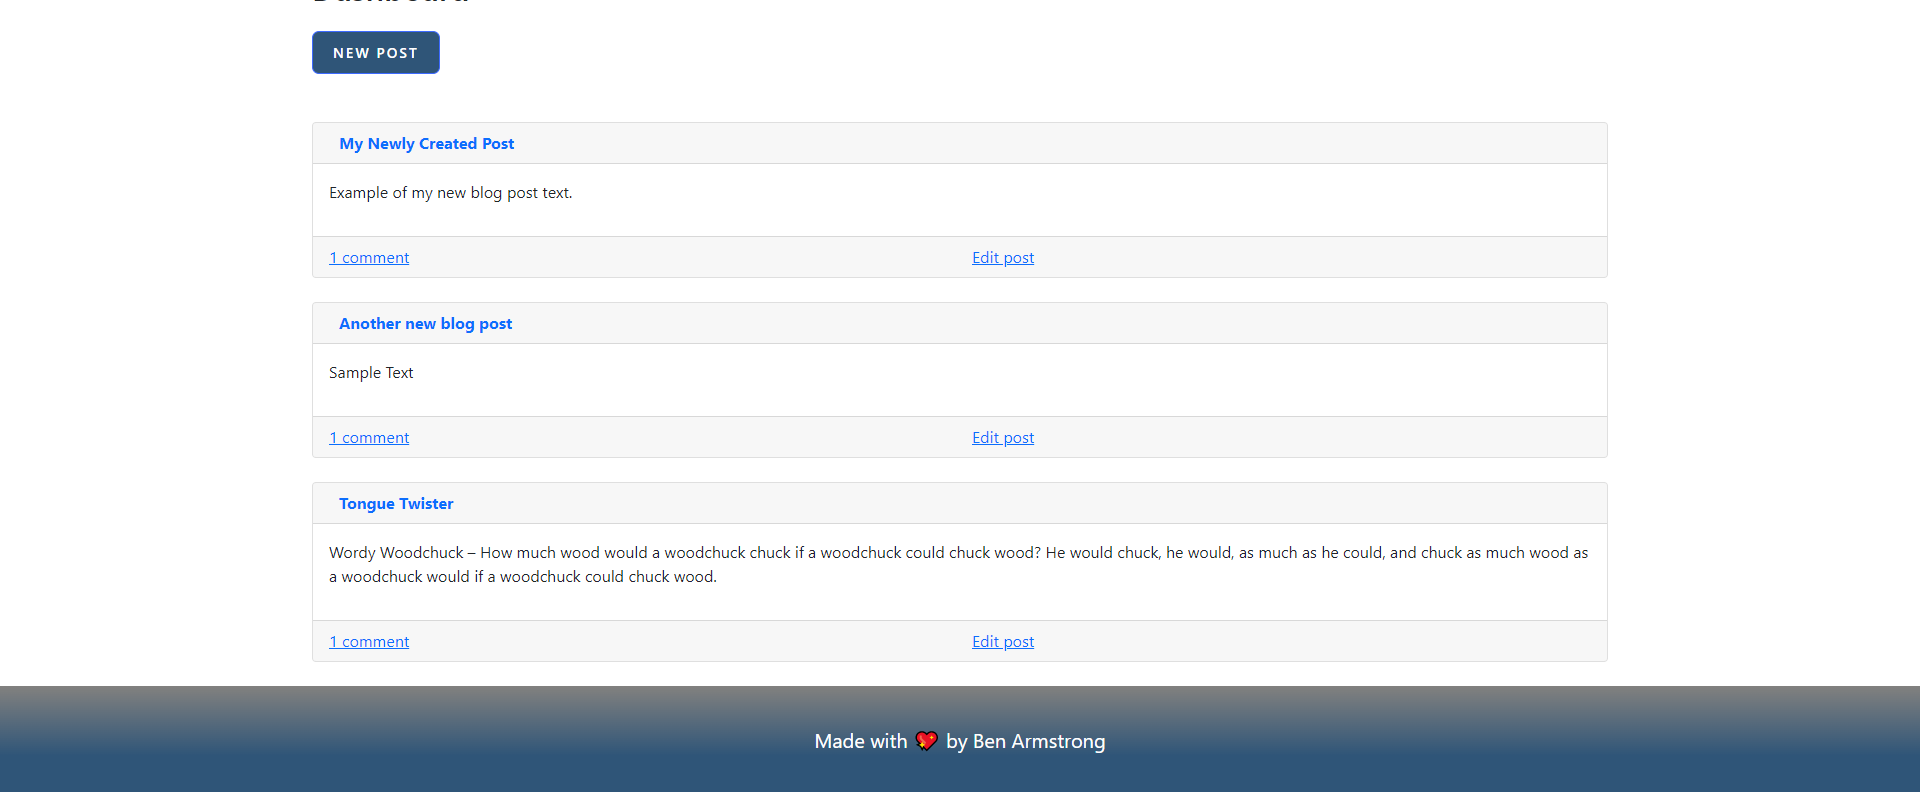 NEW POST
My Newly Created Post
Example of my new blog post text.
1 comment
Edit post
Another new blog post
Sample Text
1 comment
Edit post
Tongue Twister
Wordy Woodchuck – How much wood would a woodchuck chuck if a woodchuck could chuck wood? He would chuck, he would, as much as he could, and chuck as much wood as
a woodchuck would if a woodchuck could chuck wood.
1 comment
Edit post
Made with 💖 by Ben Armstrong